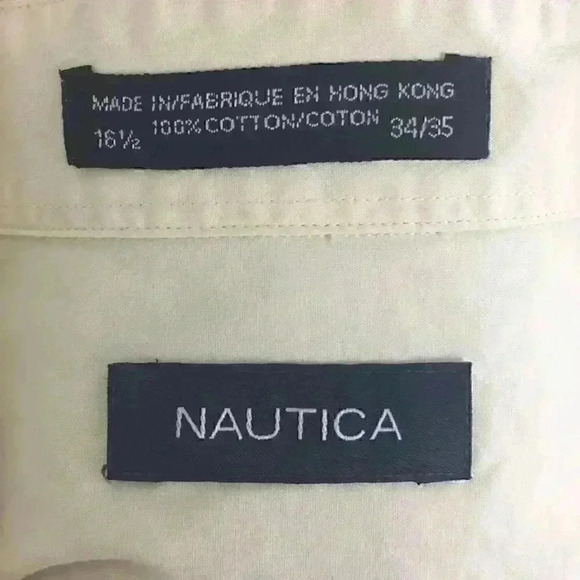 MADE IN/FABRIQUE EN HONG KONG
16½ 100% COTTON/COTON 34/35
NAUTICA